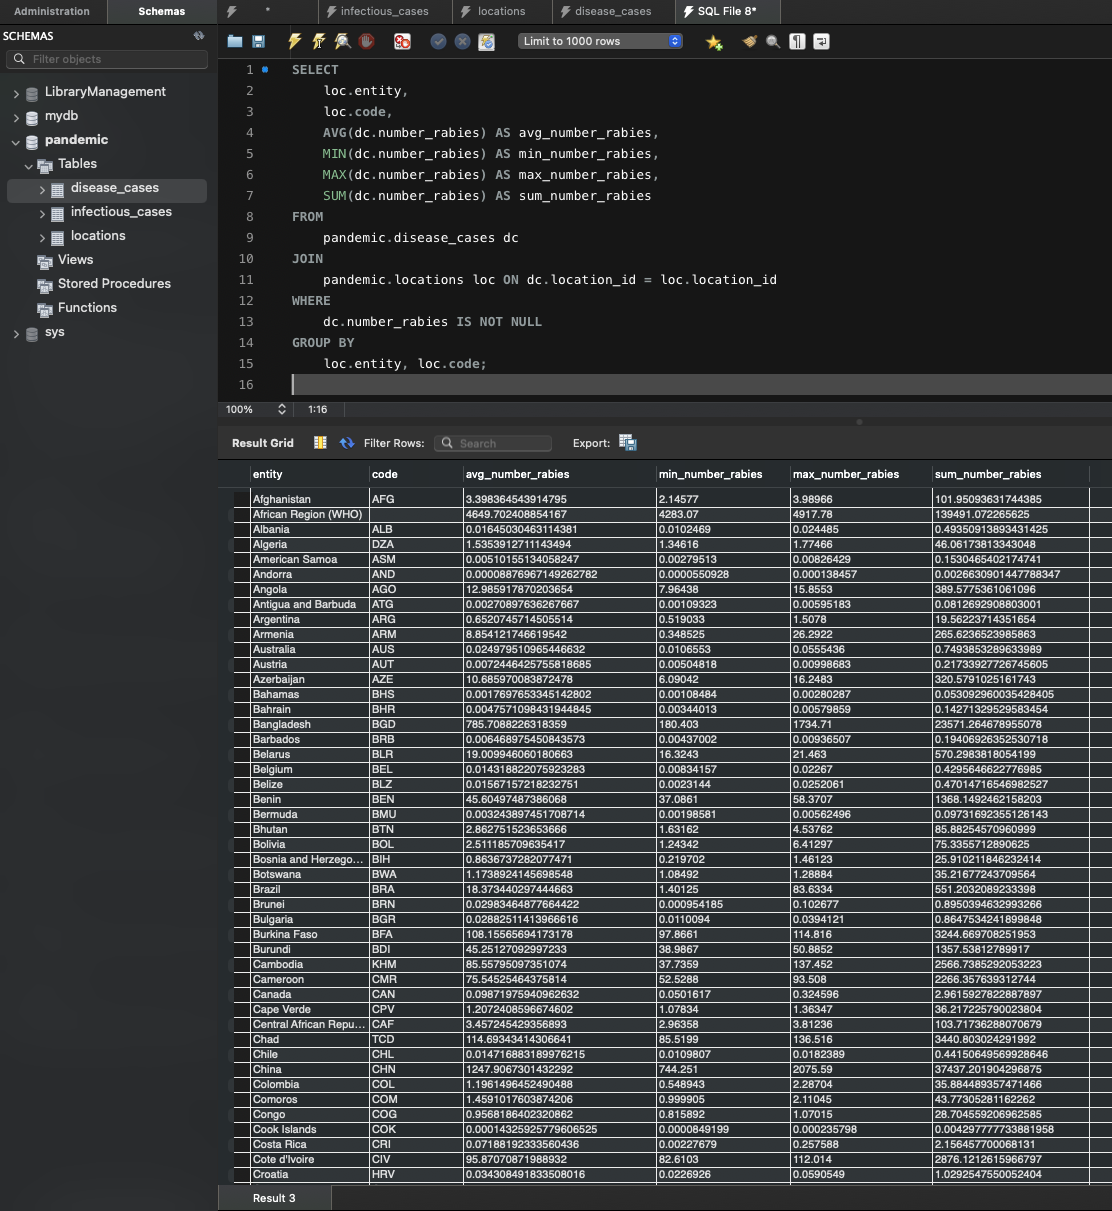 Administration Schemas * infectious_cases locations disease_cases SQL File 8*
SCHEMAS
Filter objects
LibraryManagement
mydb
pandemic
Tables
disease_cases
infectious_cases
locations
Views
Stored Procedures
Functions
sys
Limit to 1000 rows
1 SELECT
2 loc.entity,
3 loc.code,
4 AVG(dc.number_rabies) AS avg_number_rabies,
5 MIN(dc.number_rabies) AS min_number_rabies,
6 MAX(dc.number_rabies) AS max_number_rabies,
7 SUM(dc.number_rabies) AS sum_number_rabies
8 FROM
9 pandemic.disease_cases dc
10 JOIN
11 pandemic.locations loc ON dc.location_id = loc.location_id
12 WHERE
13 dc.number_rabies IS NOT NULL
14 GROUP BY
15 loc.entity, loc.code;
16
100% 1:16
Result Grid Filter Rows: Search Export:
entity code avg_number_rabies min_number_rabies max_number_rabies sum_number_rabies
Afghanistan AFG 3.398364543914795 2.14577 3.98966 101.95093631744385
African Region (WHO) 4649.702408854167 4283.07 4917.78 139491.072265625
Albania ALB 0.01645030463114381 0.0102469 0.024485 0.49350913893431425
Algeria DZA 1.5353912711143494 1.34616 1.77466 46.06173813343048
American Samoa ASM 0.00510155134058247 0.00279513 0.00826429 0.1530465402174741
Andorra AND 0.00008876967149262782 0.0000550928 0.000138457 0.0026630901447788347
Angola AGO 12.985917870203654 7.96438 15.8553 389.5775361061096
Antigua and Barbuda ATG 0.00270897636267667 0.00109323 0.00595183 0.0812692908803001
Argentina ARG 0.6520745714505514 0.519033 1.5078 19.56223714351654
Armenia ARM 8.854121746619542 0.348525 26.2922 265.6236523985863
Australia AUS 0.024979510965446632 0.0106553 0.0555436 0.7493853289633989
Austria AUT 0.0072446425755818685 0.00504818 0.00998683 0.21733927726745605
Azerbaijan AZE 10.685970083872478 6.09042 16.2483 320.5791025161743
Bahamas BHS 0.0017697653345142802 0.00108484 0.00280287 0.053092960035428405
Bahrain BHR 0.0047571098431944845 0.00344013 0.00579859 0.14271329529583454
Bangladesh BGD 785.7088226318359 180.403 1734.71 23571.264678955078
Barbados BRB 0.006468975450843573 0.00437002 0.00936507 0.19406926352530718
Belarus BLR 19.009946060180663 16.3243 21.463 570.2983818054199
Belgium BEL 0.014318822075923283 0.00834157 0.02267 0.4295646622776985
Belize BLZ 0.01567157218232751 0.0023144 0.0252061 0.47014716546982527
Benin BEN 45.60497487386068 37.0861 58.3707 1368.1492462158203
Bermuda BMU 0.003243897451708714 0.00198581 0.00562496 0.09731692355126143
Bhutan BTN 2.862751523653666 1.63162 4.53762 85.88254570960999
Bolivia BOL 2.511185709635417 1.24342 6.41297 75.3355712890625
Bosnia and Herzego... BIH 0.8636737282077471 0.219702 1.46123 25.910211846232414
Botswana BWA 1.1738924145698548 1.08492 1.28884 35.21677243709564
Brazil BRA 18.373440297444663 1.40125 83.6334 551.2032089233398
Brunei BRN 0.02983464877664422 0.000954185 0.102677 0.8950394632993266
Bulgaria BGR 0.02882511413966616 0.0110094 0.0394121 0.8647534241899848
Burkina Faso BFA 108.15565694173178 97.8661 114.816 3244.669708251953
Burundi BDI 45.25127092997233 38.9867 50.8852 1357.53812789917
Cambodia KHM 85.55795097351074 37.7359 137.452 2566.7385292053223
Cameroon CMR 75.54525464375814 52.5288 93.508 2266.357639312744
Canada CAN 0.09871975940962632 0.0501617 0.324596 2.9615927822887897
Cape Verde CPV 1.2072408596674602 1.07834 1.36347 36.217225790023804
Central African Repu... CAF 3.457245429356893 2.96358 3.81236 103.71736288070679
Chad TCD 114.69343414306641 85.5199 136.516 3440.803024291992
Chile CHL 0.014716883189976215 0.0109807 0.0182389 0.44150649569928646
China CHN 1247.9067301432292 744.251 2075.59 37437.201904296875
Colombia COL 1.1961496452490488 0.548943 2.28704 35.884489357471466
Comoros COM 1.4591017603874206 0.999905 2.11045 43.77305281162262
Congo COG 0.9568186402320862 0.815892 1.07015 28.704559206962585
Cook Islands COK 0.00014325925779606525 0.0000849199 0.000235798 0.004297777733881958
Costa Rica CRI 0.07188192333560436 0.00227679 0.257588 2.156457700068131
Cote d'Ivoire CIV 95.87070871988932 82.6103 112.014 2876.1212615966797
Croatia HRV 0.034308491833508016 0.0226926 0.0590549 1.0292547550052404
Result 3